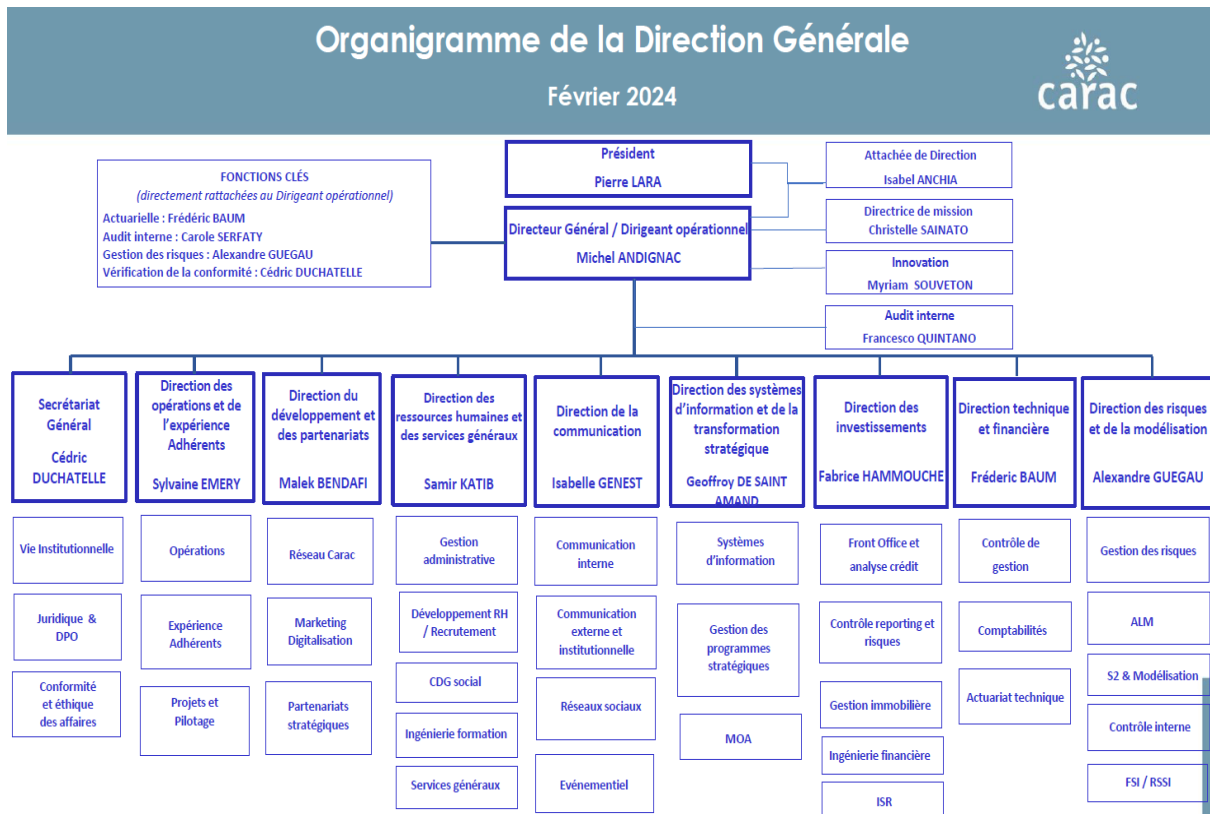 Organigramme de la Direction Générale
Février 2024
carac
FONCTIONS CLÉS
(directement rattachées au Dirigeant opérationnel)
Actuarielle : Frédéric BAUM
Audit interne : Carole SERFATY
Gestion des risques : Alexandre GUEGAU
Vérification de la conformité : Cédric DUCHATELLE
Président
Pierre LARA
Directeur Général / Dirigeant opérationnel
Michel ANDIGNAC
Attachée de Direction
Isabel ANCHIA
Directrice de mission
Christelle SAINATO
Innovation
Myriam SOUVETON
Audit interne
Francesco QUINTANO
Secrétariat
Général
Cédric
DUCHATELLE
Vie Institutionnelle
Juridique &
DPO
Conformité
et éthique
des affaires
Direction des
opérations et de
l'expérience
Adhérents
Sylvaine EMERY
Opérations
Expérience
Adhérents
Projets et
Pilotage
Direction du
développement et
des partenariats
Malek BENDAFI
Réseau Carac
Marketing
Digitalisation
Partenariats
stratégiques
Direction des
ressources humaines et
des services généraux
Samir KATIB
Gestion
administrative
Développement RH
/ Recrutement
CDG social
Ingénierie formation
Services généraux
Direction de la
communication
Isabelle GENEST
Communication
interne
Communication
externe et
institutionnelle
Réseaux sociaux
Evénementiel
Direction des systèmes
d'information et de la
transformation
stratégique
Geoffroy DE SAINT
AMAND
Systèmes
d'information
Gestion des
programmes
stratégiques
MOA
Direction des
investissements
Fabrice HAMMOUCHE
Front Office et
analyse crédit
Contrôle reporting et
risques
Gestion immobilière
Ingénierie financière
ISR
Direction technique
et financière
Fréderic BAUM
Contrôle de
gestion
Comptabilités
Actuariat technique
Direction des risques
et de la modélisation
Alexandre GUEGAU
Gestion des risques
ALM
S2 & Modélisation
Contrôle interne
FSI / RSSI